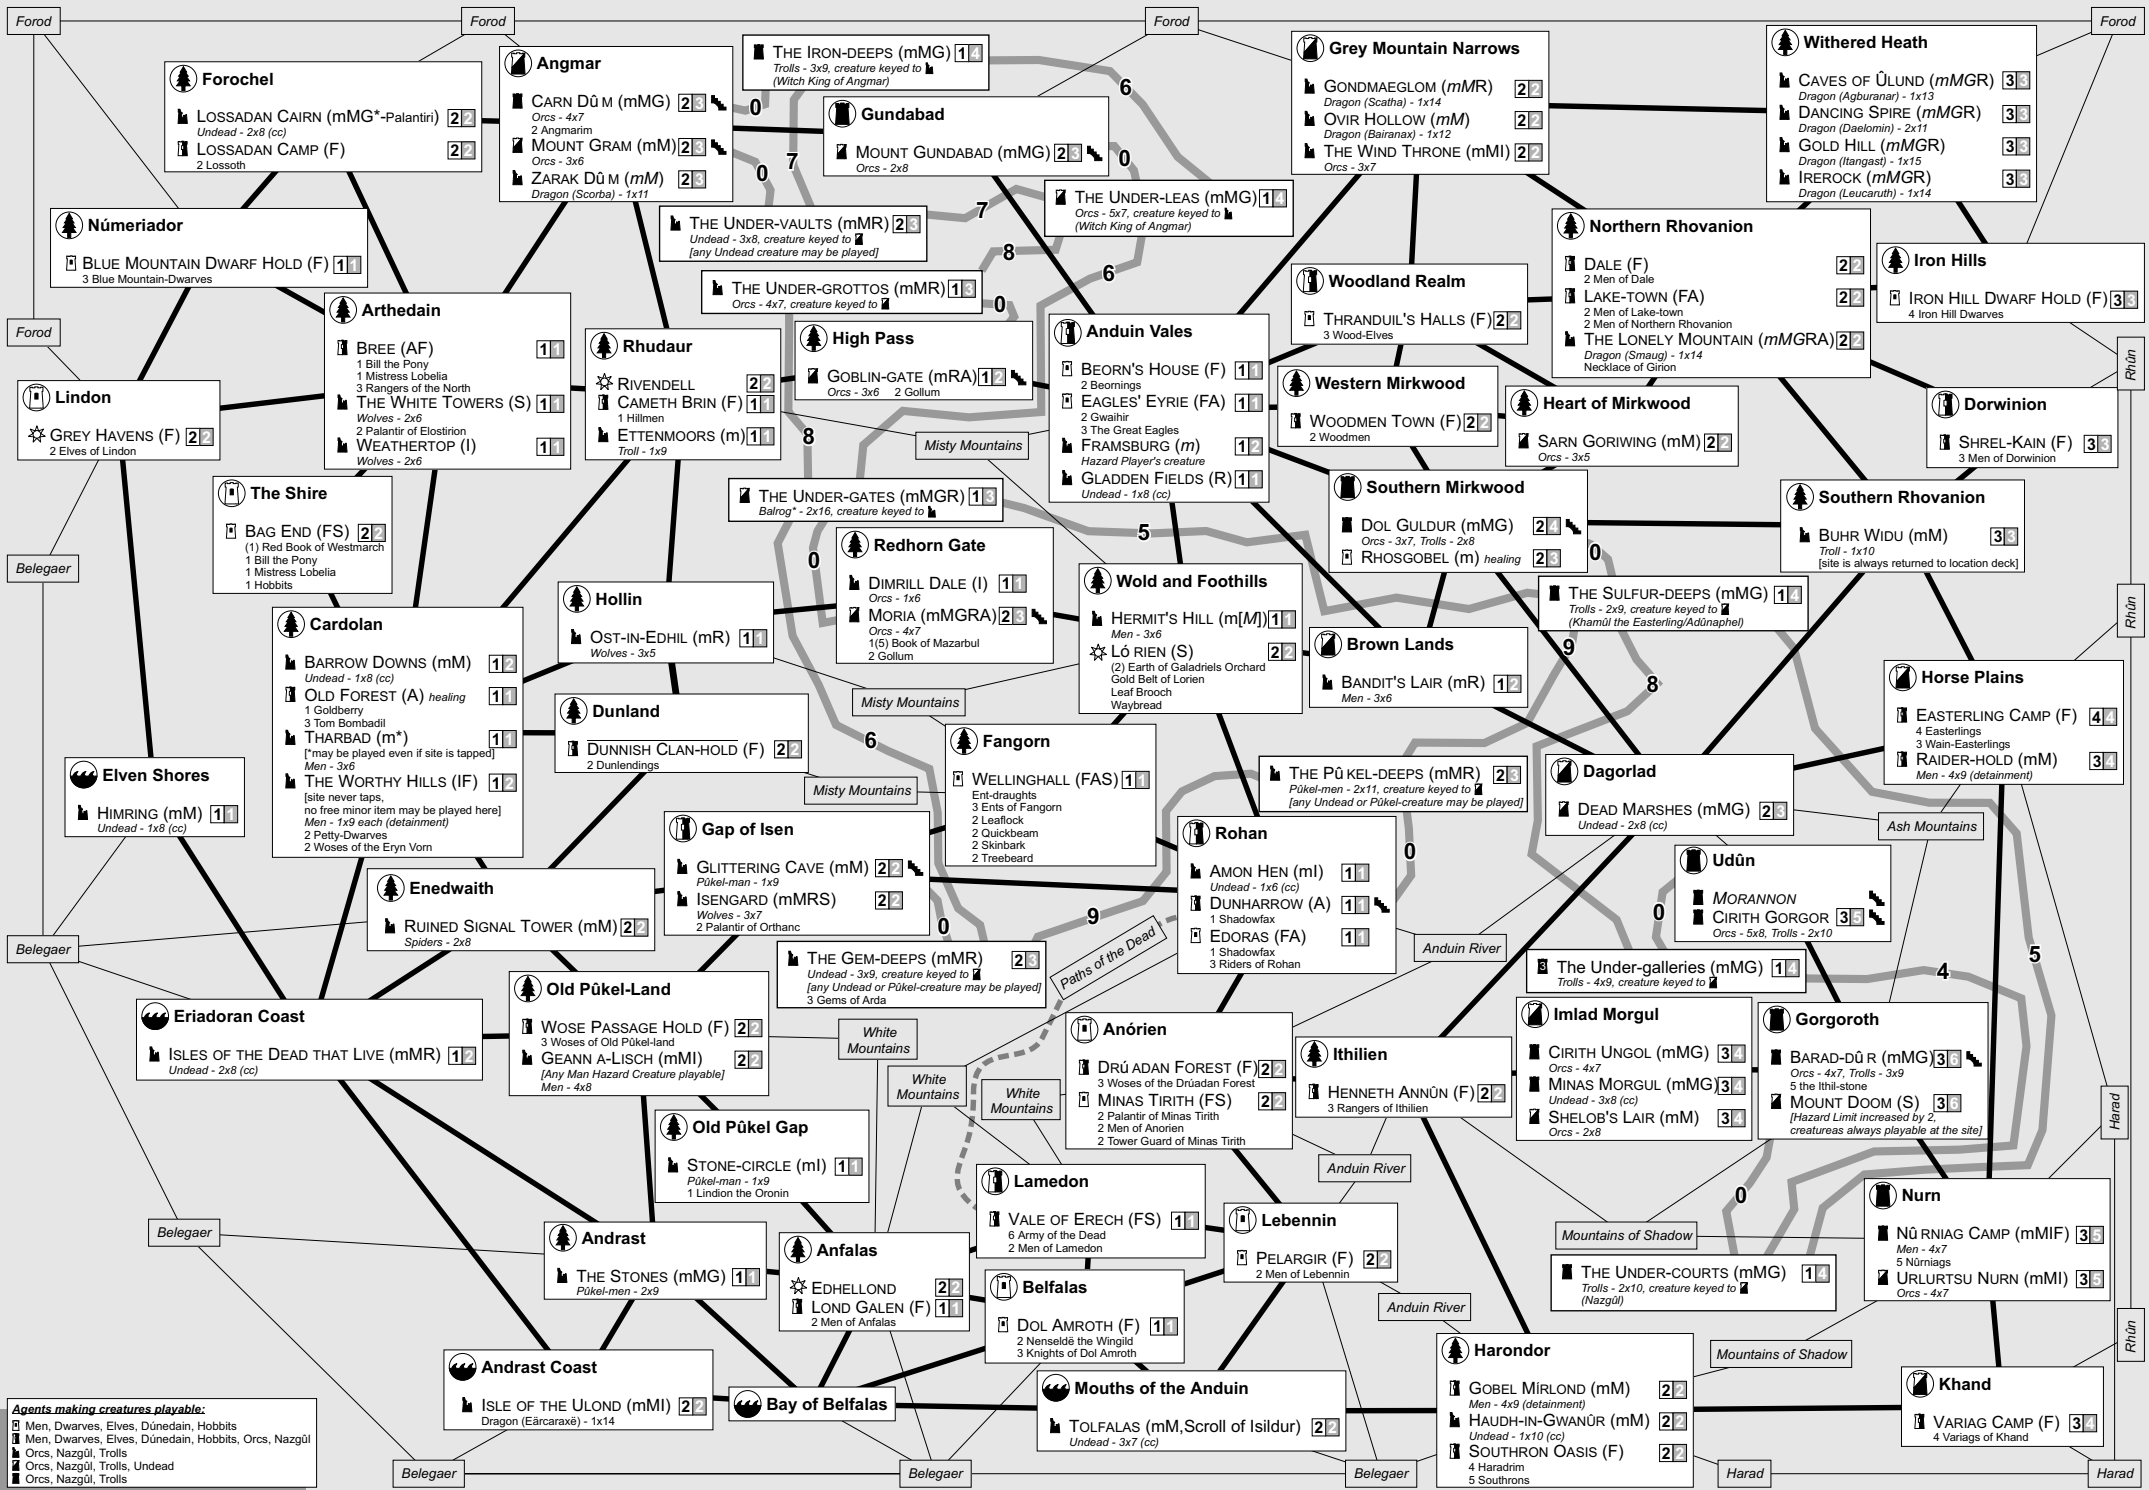 Forod
Forod
Forod
Forod
Forochel
LOSSADAN CAIRN (mMG*-Palantiri) 2 2
Undead - 2x8 (cc)
LOSSADAN CAMP (F) 2 2
2 Lossoth
Angmar
CARN DÛM (mMG) 2 3
Orcs - 4x7
2 Angmarim
MOUNT GRAM (mM) 2 3
Orcs - 3x6
ZARAK DÛM (mM) 2 3
Dragon (Scorba) - 1x11
THE IRON-DEEPS (mMG) 1 4
Trolls - 3x9, creature keyed to
(Witch King of Angmar)
0
6
Gundabad
MOUNT GUNDABAD (mMG) 2 3
Orcs - 2x8
0
7
0
Grey Mountain Narrows
GONDMAEGLOM (mMR) 2 2
Dragon (Scatha) - 1x14
OVIR HOLLOW (mM) 2 2
Dragon (Bairanax) - 1x12
THE WIND THRONE (mMI) 2 2
Orcs - 3x7
Withered Heath
CAVES OF ÛLUND (mMGR) 3 3
Dragon (Agburanar) - 1x13
DANCING SPIRE (mMGR) 3 3
Dragon (Daelomin) - 2x11
GOLD HILL (mMGR) 3 3
Dragon (Itangast) - 1x15
IREROCK (mMGR) 3 3
Dragon (Leucaruth) - 1x14
Númeriador
BLUE MOUNTAIN DWARF HOLD (F) 1 1
3 Blue Mountain-Dwarves
THE UNDER-VAULTS (mMR) 2 3
Undead - 3x8, creature keyed to
[any Undead creature may be played]
7
THE UNDER-LEAS (mMG) 1 4
Orcs - 5x7, creature keyed to
(Witch King of Angmar)
8
6
THE UNDER-GROTTOS (mMR) 1 3
Orcs - 4x7, creature keyed to
0
Northern Rhovanion
DALE (F) 2 2
2 Men of Dale
LAKE-TOWN (FA) 2 2
2 Men of Lake-town
2 Men of Northern Rhovanion
THE LONELY MOUNTAIN (mMGRA) 2 2
Dragon (Smaug) - 1x14
Necklace of Girion
Iron Hills
IRON HILL DWARF HOLD (F) 3 3
4 Iron Hill Dwarves
Woodland Realm
THRANDUIL'S HALLS (F) 2 2
3 Wood-Elves
Forod
Rhûn
Arthedain
BREE (AF) 1 1
1 Bill the Pony
1 Mistress Lobelia
3 Rangers of the North
THE WHITE TOWERS (S) 1 1
Wolves - 2x6
2 Palantir of Elostirion
WEATHERTOP (I) 1 1
Wolves - 2x6
Rhudaur
RIVENDELL 2 2
CAMETH BRIN (F) 1 1
1 Hillmen
ETTENMOORS (m) 1 1
Troll - 1x9
High Pass
GOBLIN-GATE (mRA) 1 2
Orcs - 3x6 2 Gollum
Anduin Vales
BEORN'S HOUSE (F) 1 1
2 Beornings
EAGLES' EYRIE (FA) 1 1
2 Gwaihir
3 The Great Eagles
FRAMSBURG (m) 1 2
Hazard Player's creature
GLADDEN FIELDS (R) 1 1
Undead - 1x8 (cc)
Western Mirkwood
WOODMEN TOWN (F) 2 2
2 Woodmen
Heart of Mirkwood
SARN GORIWING (mM) 2 2
Orcs - 3x5
Dorwinion
SHREL-KAIN (F) 3 3
3 Men of Dorwinion
Lindon
GREY HAVENS (F) 2 2
2 Elves of Lindon
8
Misty Mountains
The Shire
BAG END (FS) 2 2
(1) Red Book of Westmarch
1 Bill the Pony
1 Mistress Lobelia
1 Hobbits
THE UNDER-GATES (mMGR) 1 3
Balrog* - 2x16, creature keyed to
5
Southern Mirkwood
DOL GULDUR (mMG) 2 4
Orcs - 3x7, Trolls - 2x8
RHOSGOBEL (m) healing 2 3
0
Southern Rhovanion
BUHR WIDU (mM) 3 3
Troll - 1x10
[site is always returned to location deck]
Belegaer
Redhorn Gate
DIMRILL DALE (I) 1 1
Orcs - 1x6
MORIA (mMGRA) 2 3
Orcs - 4x7
1(5) Book of Mazarbul
2 Gollum
0
Hollin
OST-IN-EDHIL (mR) 1 1
Wolves - 3x5
Wold and Foothills
HERMIT'S HILL (m[M]) 1 1
Men - 3x6
LÓRIEN (S) 2 2
(2) Earth of Galadriels Orchard
Gold Belt of Lorien
Leaf Brooch
Waybread
THE SULFUR-DEEPS (mMG) 1 4
Trolls - 2x9, creature keyed to
(Khamûl the Easterling/Adûnaphel)
9
8
Rhûn
Cardolan
BARROW DOWNS (mM) 1 2
Undead - 1x8 (cc)
OLD FOREST (A) healing 1 1
1 Goldberry
3 Tom Bombadil
THARBAD (m*) 1 1
[*may be played even if site is tapped]
Men - 3x6
THE WORTHY HILLS (IF) 1 2
[site never taps,
no free minor item may be played here]
Men - 1x9 each (detainment)
2 Petty-Dwarves
2 Woses of the Eryn Vorn
Brown Lands
BANDIT'S LAIR (mR) 1 2
Men - 3x6
Horse Plains
EASTERLING CAMP (F) 4 4
4 Easterlings
3 Wain-Easterlings
RAIDER-HOLD (mM) 3 4
Men - 4x9 (detainment)
Misty Mountains
Dunland
DUNNISH CLAN-HOLD (F) 2 2
2 Dunlendings
6
Misty Mountains
Fangorn
WELLINGHALL (FAS) 1 1
Ent-draughts
3 Ents of Fangorn
2 Leaflock
2 Quickbeam
2 Skinbark
2 Treebeard
THE PÛKEL-DEEPS (mMR) 2 3
Pûkel-men - 2x11, creature keyed to
[any Undead or Pûkel-creature may be played]
0
Dagorlad
DEAD MARSHES (mMG) 2 3
Undead - 2x8 (cc)
Ash Mountains
Elven Shores
HIMRING (mM) 1 1
Undead - 1x8 (cc)
Gap of Isen
GLITTERING CAVE (mM) 2 2
Pûkel-man - 1x9
ISENGARD (mMRS) 2 2
Wolves - 3x7
2 Palantir of Orthanc
0
9
Rohan
AMON HEN (mI) 1 1
Undead - 1x6 (cc)
DUNHARROW (A) 1 1
1 Shadowfax
EDORAS (FA) 1 1
1 Shadowfax
3 Riders of Rohan
Udûn
MORANNON
CIRITH GORGOR 3 5
Orcs - 5x8, Trolls - 2x10
0
5
Enedwaith
RUINED SIGNAL TOWER (mM) 2 2
Spiders - 2x8
Belegaer
Paths of the Dead
Anduin River
THE GEM-DEEPS (mMR) 2 3
Undead - 3x9, creature keyed to
[any Undead or Pûkel-creature may be played]
3 Gems of Arda
The Under-galleries (mMG) 1 4
Trolls - 4x9, creature keyed to
4
Eriadoran Coast
ISLES OF THE DEAD THAT LIVE (mMR) 1 2
Undead - 2x8 (cc)
Old Pûkel-Land
WOSE PASSAGE HOLD (F) 2 2
3 Woses of Old Pûkel-land
GEANN A-LISCH (mMI) 2 2
[Any Man Hazard Creature playable]
Men - 4x8
White
Mountains
White
Mountains
White
Mountains
Anórien
DRÚADAN FOREST (F) 2 2
3 Woses of the Drúadan Forest
MINAS TIRITH (FS) 2 2
2 Palantir of Minas Tirith
2 Men of Anorien
2 Tower Guard of Minas Tirith
Ithilien
HENNETH ANNÛN (F) 2 2
3 Rangers of Ithilien
Imlad Morgul
CIRITH UNGOL (mMG) 3 4
Orcs - 4x7
MINAS MORGUL (mMG) 3 4
Undead - 3x8 (cc)
SHELOB'S LAIR (mM) 3 4
Orcs - 2x8
Gorgoroth
BARAD-DÛR (mMG) 3 6
Orcs - 4x7, Trolls - 3x9
5 the Ithil-stone
MOUNT DOOM (S) 3 6
[Hazard Limit increased by 2,
creatureas always playable at the site]
Harad
Old Pûkel Gap
STONE-CIRCLE (mI) 1 1
Pûkel-man - 1x9
1 Lindion the Oronin
Anduin River
Lamedon
VALE OF ERECH (FS) 1 1
6 Army of the Dead
2 Men of Lamedon
Lebennin
PELARGIR (F) 2 2
2 Men of Lebennin
0
Mountains of Shadow
Nurn
NÛRNIAG CAMP (mMIF) 3 5
Men - 4x7
5 Nûrniags
URLURTSU NURN (mMI) 3 5
Orcs - 4x7
Belegaer
Andrast
THE STONES (mMG) 1 1
Pûkel-men - 2x9
Anfalas
EDHELLOND 2 2
LOND GALEN (F) 1 1
2 Men of Anfalas
Belfalas
DOL AMROTH (F) 1 1
2 Nenseldë the Wingild
3 Knights of Dol Amroth
THE UNDER-COURTS (mMG) 1 4
Trolls - 2x10, creature keyed to
(Nazgûl)
Anduin River
Mountains of Shadow
Rhûn
Andrast Coast
ISLE OF THE ULOND (mMI) 2 2
Dragon (Eärcaraxë) - 1x14
Bay of Belfalas
Mouths of the Anduin
TOLFALAS (mM,Scroll of Isildur) 2 2
Undead - 3x7 (cc)
Harondor
GOBEL MÍRLOND (mM) 2 2
Men - 4x9 (detainment)
HAUDH-IN-GWANÛR (mM) 2 2
Undead - 1x10 (cc)
SOUTHRON OASIS (F) 2 2
4 Haradrim
5 Southrons
Khand
VARIAG CAMP (F) 3 4
4 Variags of Khand
Agents making creatures playable:
Men, Dwarves, Elves, Dúnedain, Hobbits
Men, Dwarves, Elves, Dúnedain, Hobbits, Orcs, Nazgûl
Orcs, Nazgûl, Trolls
Orcs, Nazgûl, Trolls, Undead
Orcs, Nazgûl, Trolls
Belegaer
Belegaer
Belegaer
Harad
Harad